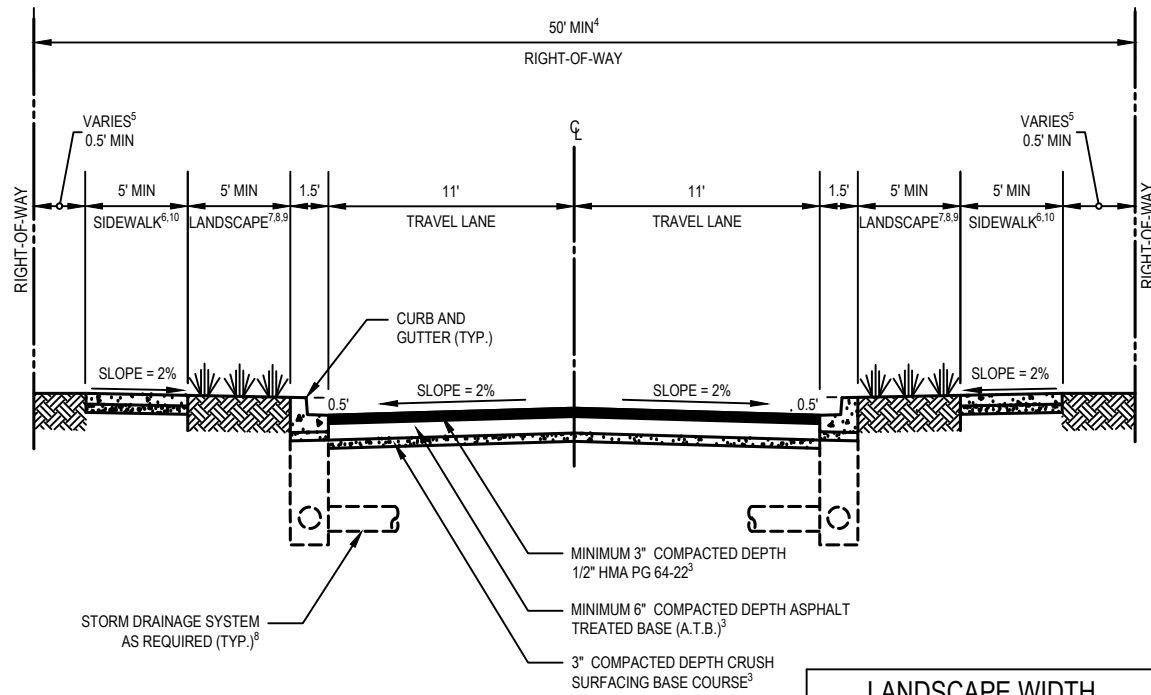 50' MIN4
RIGHT-OF-WAY
VARIES5
0.5' MIN
CL
VARIES5
0.5' MIN
RIGHT-OF-WAY
5' MIN
SIDEWALK6,10
5' MIN
LANDSCAPE7,8,9
1.5'
11'
TRAVEL LANE
11'
TRAVEL LANE
1.5'
5' MIN
LANDSCAPE7,8,9
5' MIN
SIDEWALK6,10
RIGHT-OF-WAY
CURB AND
GUTTER (TYP.)
SLOPE = 2%
0.5'
SLOPE = 2%
SLOPE = 2%
0.5'
SLOPE = 2%
MINIMUM 3" COMPACTED DEPTH
1/2" HMA PG 64-223
MINIMUM 6" COMPACTED DEPTH ASPHALT
TREATED BASE (A.T.B.)3
3" COMPACTED DEPTH CRUSH
SURFACING BASE COURSE3
STORM DRAINAGE SYSTEM
AS REQUIRED (TYP.)8
LANDSCAPE WIDTH